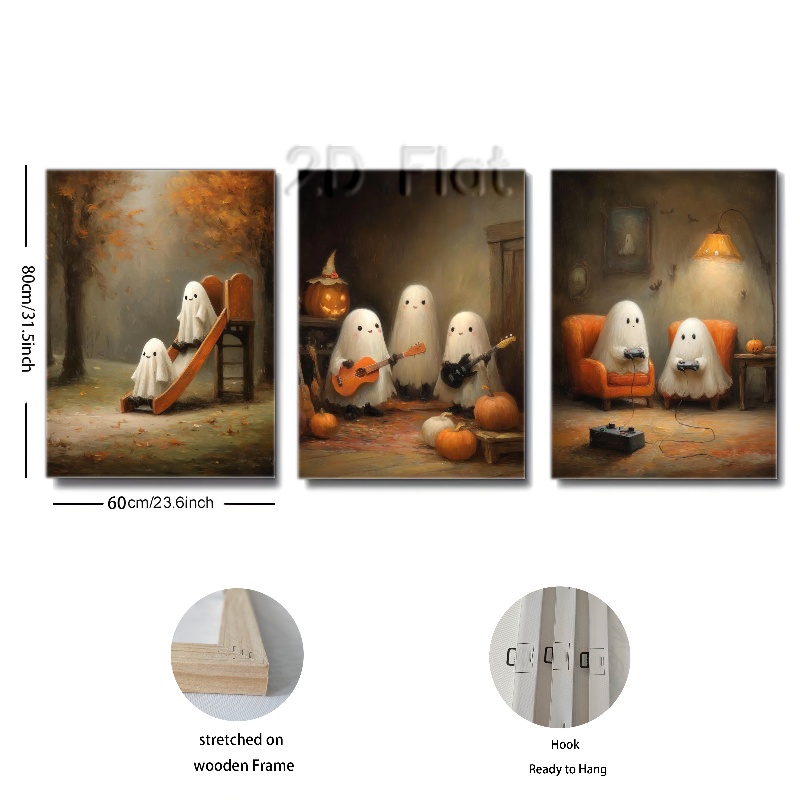 2D Flat
80cm/31.5inch
60cm/23.6inch
stretched on
wooden Frame
Hook
Ready to Hang